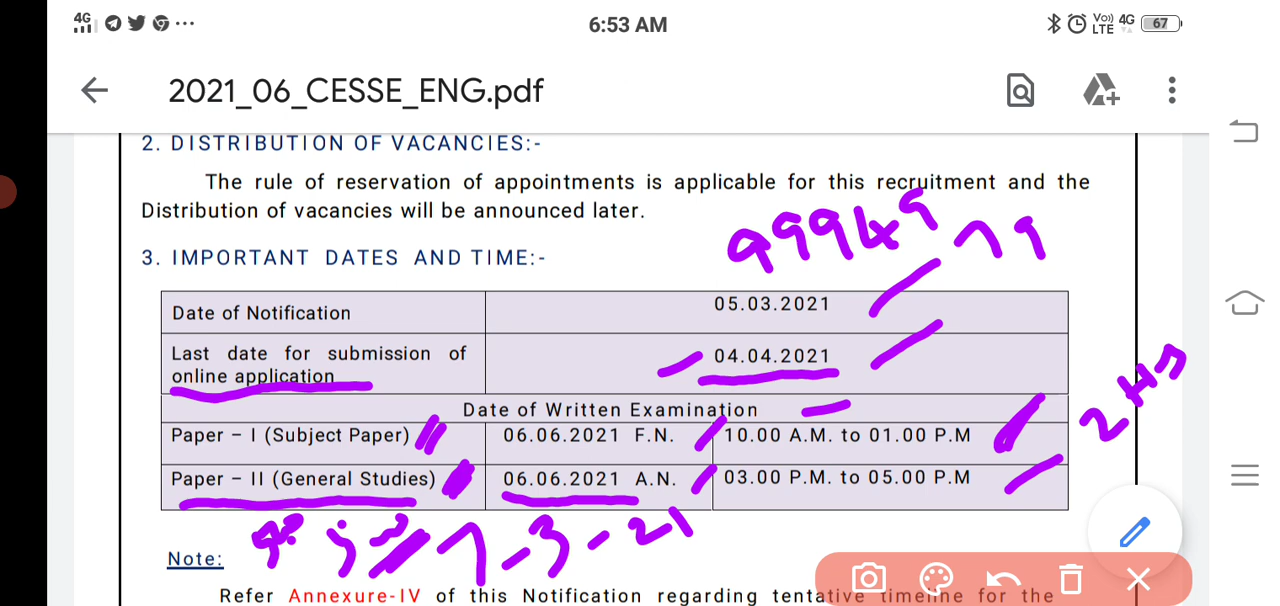 4G 6:53 AM Vo) LTE 4G 67
2021_06_CESSE_ENG.pdf
2. DISTRIBUTION OF VACANCIES:-
The rule of reservation of appointments is applicable for this recruitment and the
Distribution of vacancies will be announced later.
3. IMPORTANT DATES AND TIME:-
Date of Notification 05.03.2021
Last date for submission of
online application 04.04.2021
Date of Written Examination
Paper – I (Subject Paper) 06.06.2021 F.N. 10.00 A.M. to 01.00 P.M
Paper – II (General Studies) 06.06.2021 A.N. 03.00 P.M. to 05.00 P.M
Note:
Refer Annexure-IV of this Notification regarding tentative timeline for the